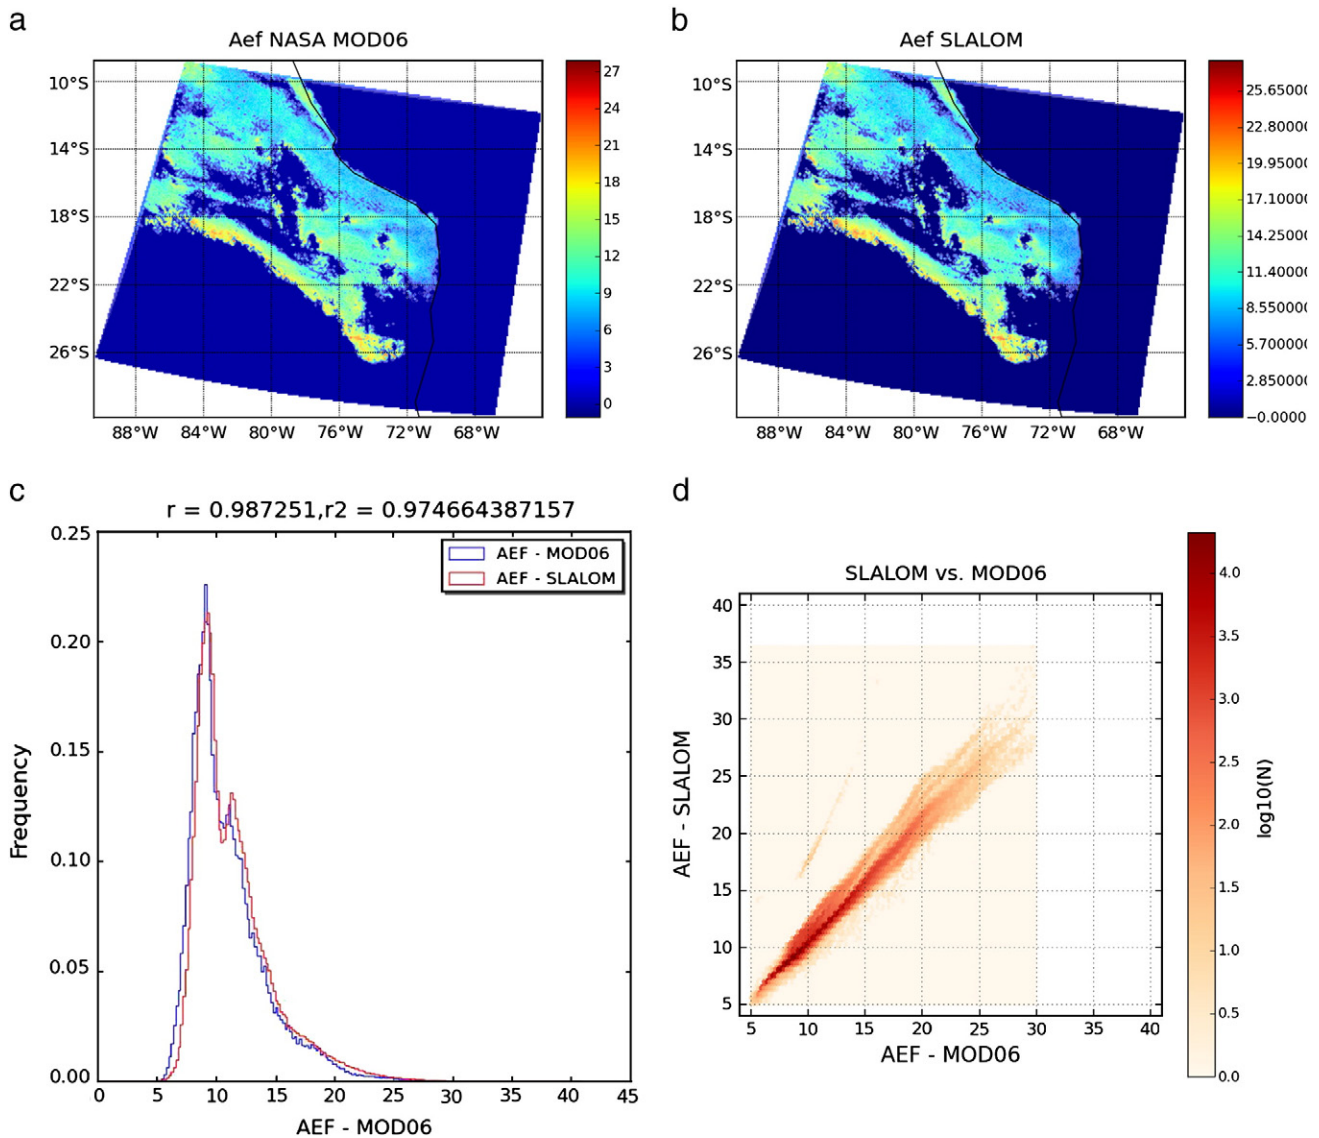 a
Aef NASA MOD06
10°S
14°S
18°S
22°S
26°S
88°W 84°W 80°W 76°W 72°W 68°W
27
24
21
18
15
12
9
6
3
0
b
Aef SLALOM
10°S
14°S
18°S
22°S
26°S
88°W 84°W 80°W 76°W 72°W 68°W
25.65000
22.80000
19.95000
17.10000
14.25000
11.40000
8.55000
5.70000
2.85000
−0.0000
c
r = 0.987251,r2 = 0.974664387157
AEF - MOD06
AEF - SLALOM
0.25
0.20
0.15
0.10
0.05
0.00
Frequency
0 5 10 15 20 25 30 35 40 45
AEF - MOD06
d
SLALOM vs. MOD06
40
35
30
25
20
15
10
5
AEF - SLALOM
5 10 15 20 25 30 35 40
AEF - MOD06
4.0
3.5
3.0
2.5
2.0
1.5
1.0
0.5
0.0
log10(N)